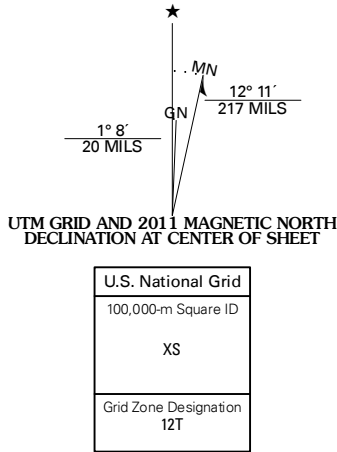 ★
MN
GN
12° 11´
217 MILS
1° 8´
20 MILS
UTM GRID AND 2011 MAGNETIC NORTH
DECLINATION AT CENTER OF SHEET
U.S. National Grid
100,000-m Square ID
XS
Grid Zone Designation
12T